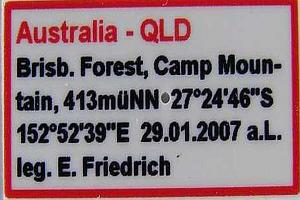 Australia - QLD
Brisb. Forest, Camp Moun-
tain, 413müNN 27°24'46"S
152°52'39"E 29.01.2007 a.L.
leg. E. Friedrich